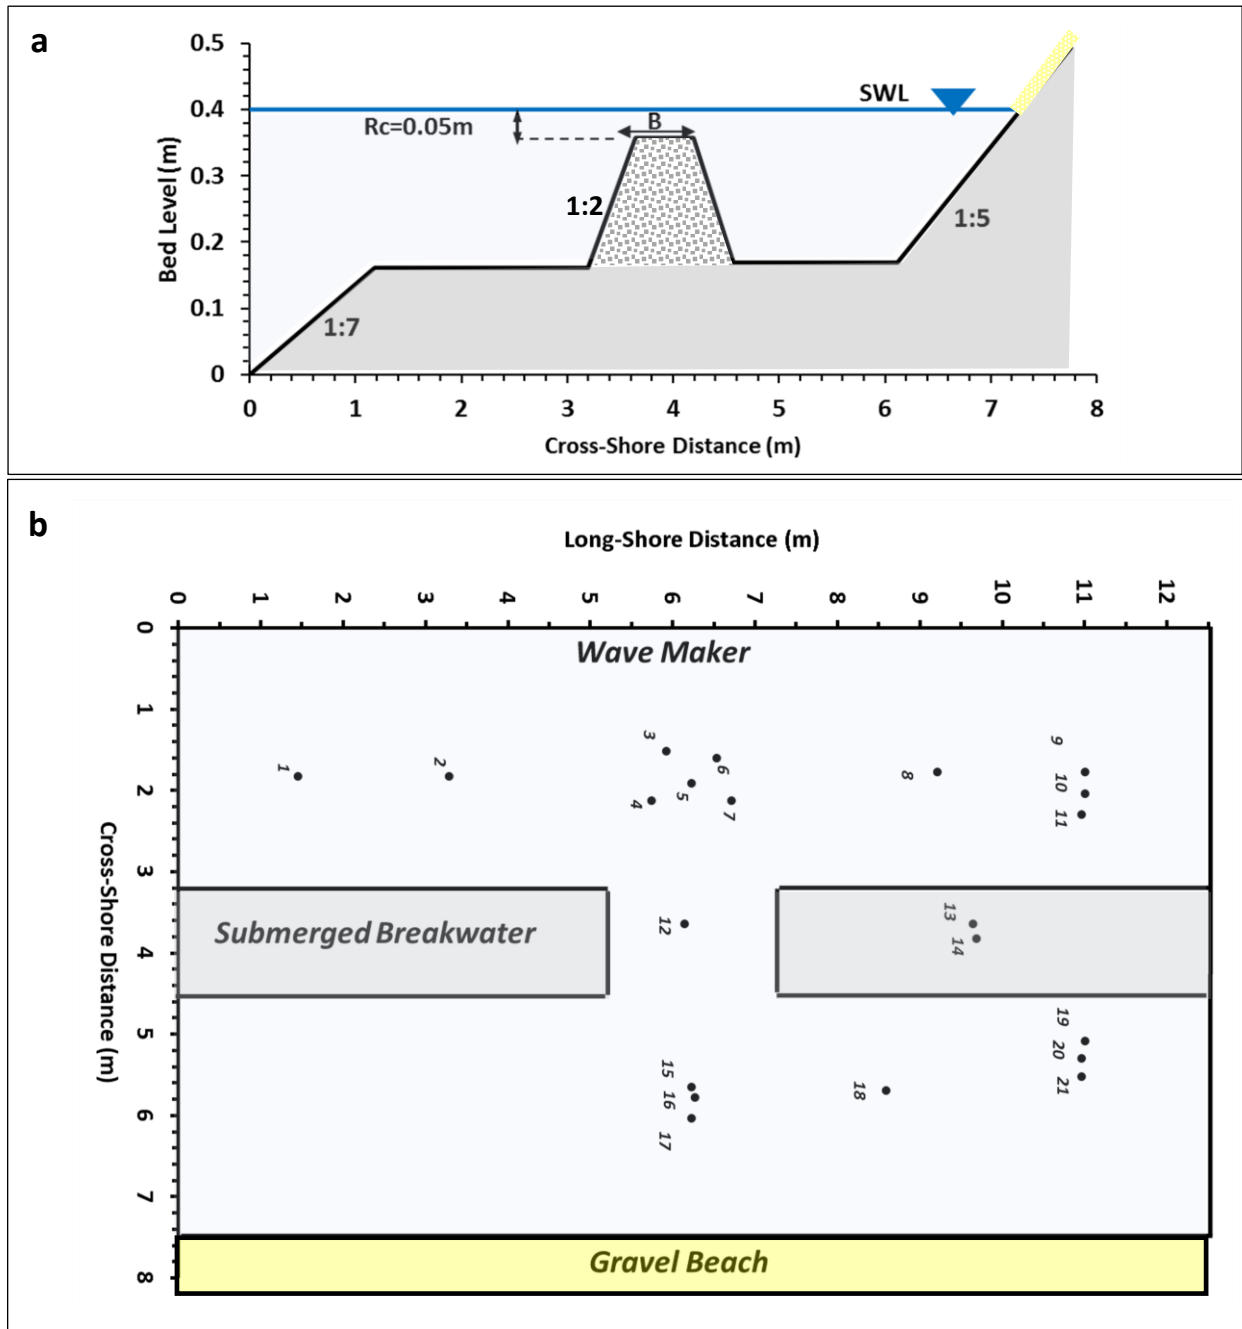 a
0.5
0.4
0.3
0.2
0.1
0
Bed Level (m)
SWL
Rc=0.05m
B
1:2
1:5
1:7
0 1 2 3 4 5 6 7 8
Cross-Shore Distance (m)
b
Long-Shore Distance (m)
0 1 2 3 4 5 6 7 8 9 10 11 12
0
1
2
3
4
5
6
7
8
Cross-Shore Distance (m)
Wave Maker
1
2
3
4
5
6
7
8
9
10
11
Submerged Breakwater
12
13
14
15
16
17
18
19
20
21
Gravel Beach